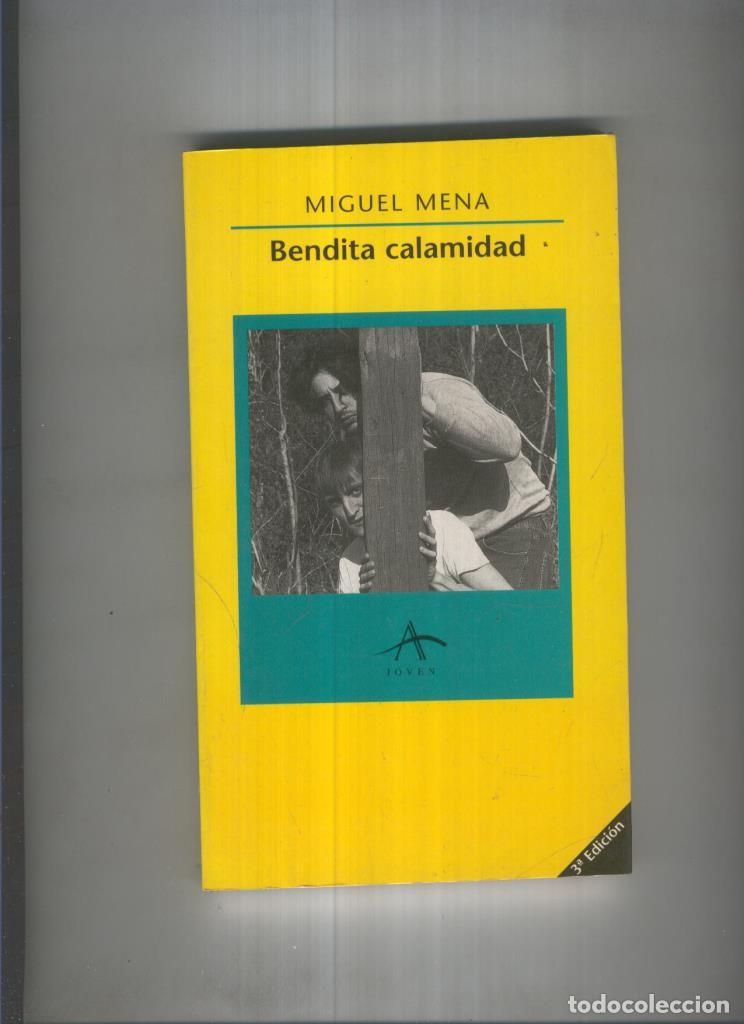 MIGUEL MENA
Bendita calamidad
A
JOVEN
3ª Edición
todocoleccion